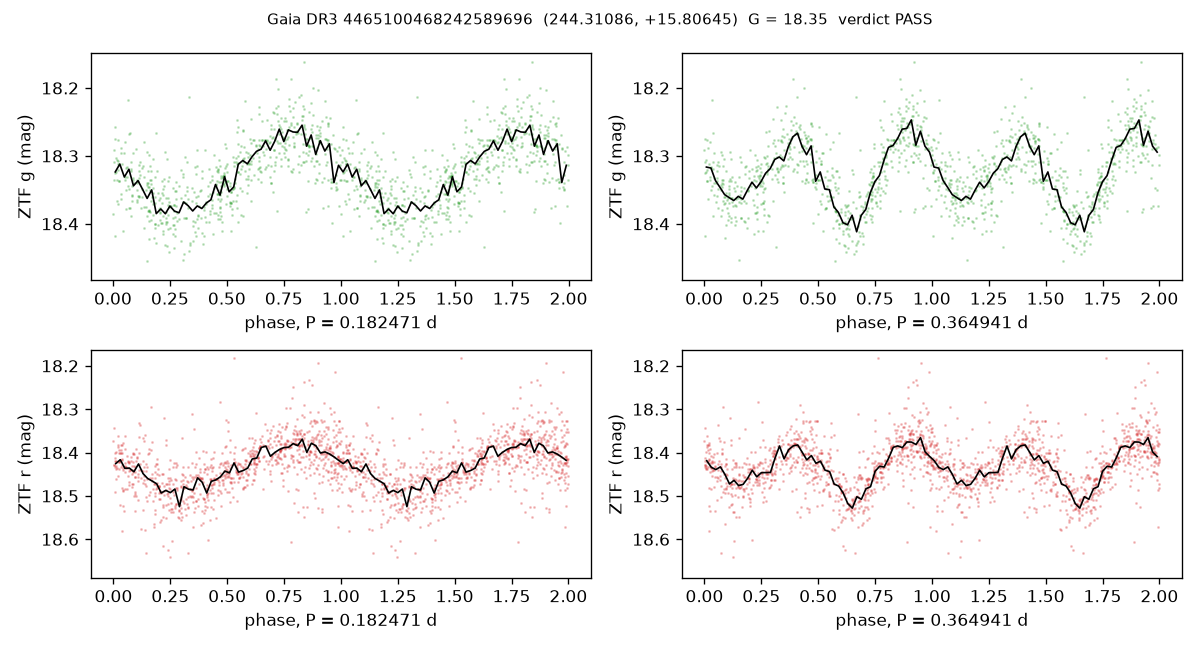 Gaia DR3 4465100468242589696 (244.31086, +15.80645) G = 18.35 verdict PASS
ZTF g (mag)
18.2
18.3
18.4
0.00 0.25 0.50 0.75 1.00 1.25 1.50 1.75 2.00
phase, P = 0.182471 d
ZTF g (mag)
18.2
18.3
18.4
0.00 0.25 0.50 0.75 1.00 1.25 1.50 1.75 2.00
phase, P = 0.364941 d
ZTF r (mag)
18.2
18.3
18.4
18.5
18.6
0.00 0.25 0.50 0.75 1.00 1.25 1.50 1.75 2.00
phase, P = 0.182471 d
ZTF r (mag)
18.2
18.3
18.4
18.5
18.6
0.00 0.25 0.50 0.75 1.00 1.25 1.50 1.75 2.00
phase, P = 0.364941 d